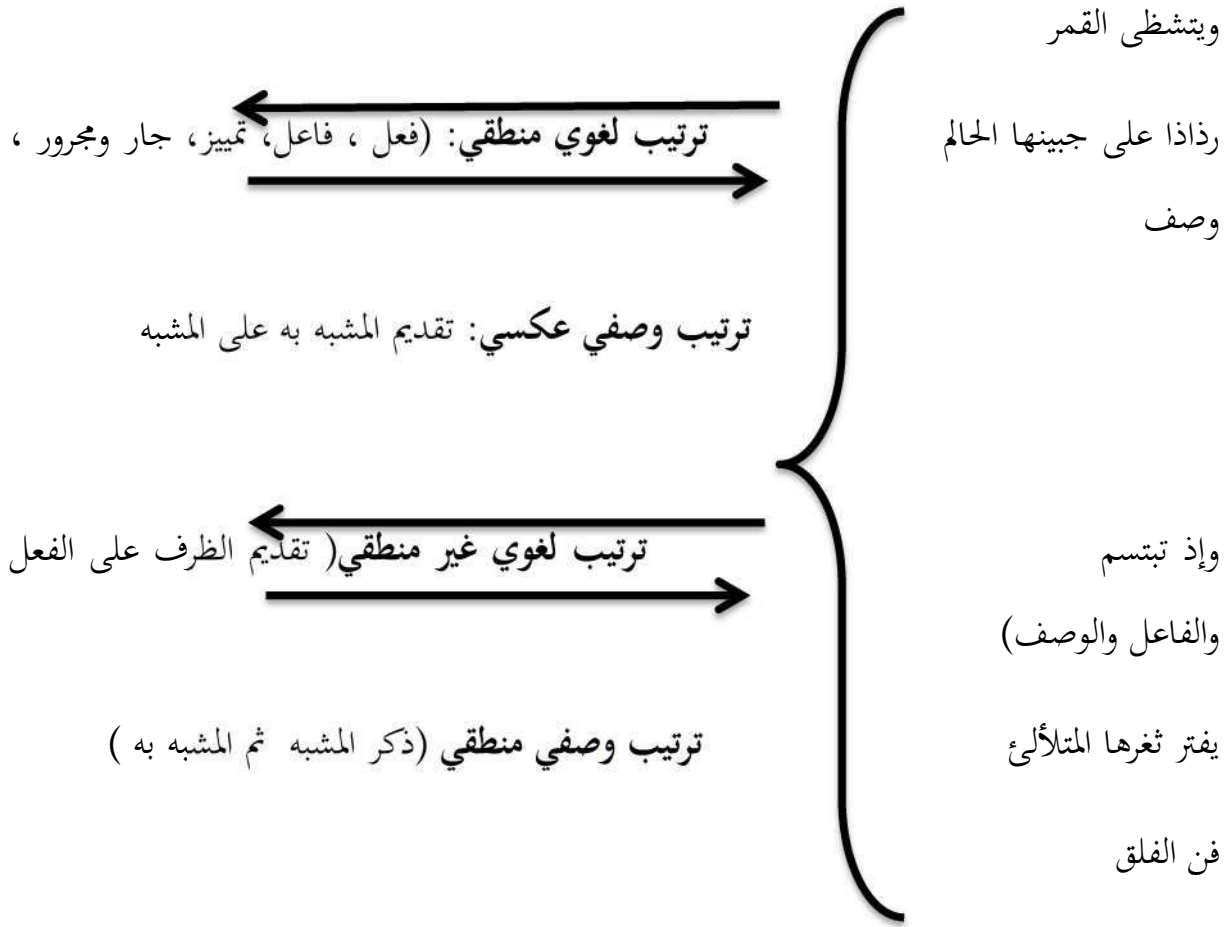 ويتشظى القمر
رذاذا على جبينها الحالم ترتيب لغوي منطقي: (فعل ، فاعل، تمييز، جار ومجرور ،
وصف
ترتيب وصفي عكسي: تقديم المشبه به على المشبه
وإذ تبتسم ترتيب لغوي غير منطقي( تقديم الظرف على الفعل
والفاعل والوصف)
يفتر ثغرها المتلألئ ترتيب وصفي منطقي (ذكر المشبه ثم المشبه به )
فن الفلق